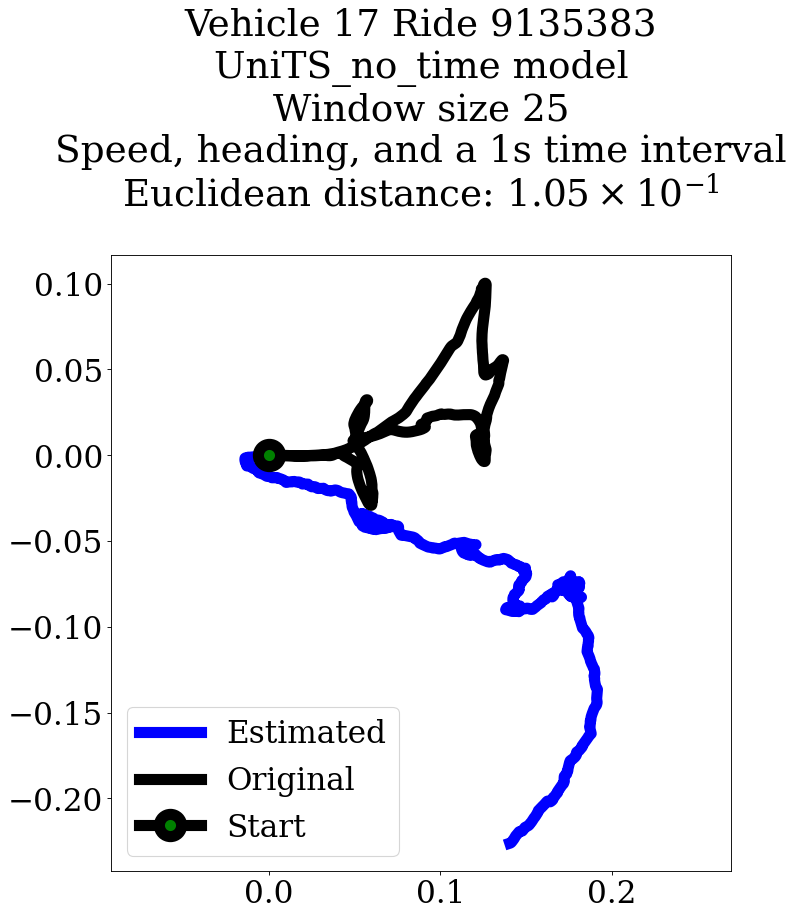 Vehicle 17 Ride 9135383
UniTS_no_time model
Window size 25
Speed, heading, and a 1s time interval
Euclidean distance: 1.05 × 10⁻¹
0.10
0.05
0.00
−0.05
−0.10
−0.15
−0.20
Estimated
Original
Start
0.0 0.1 0.2